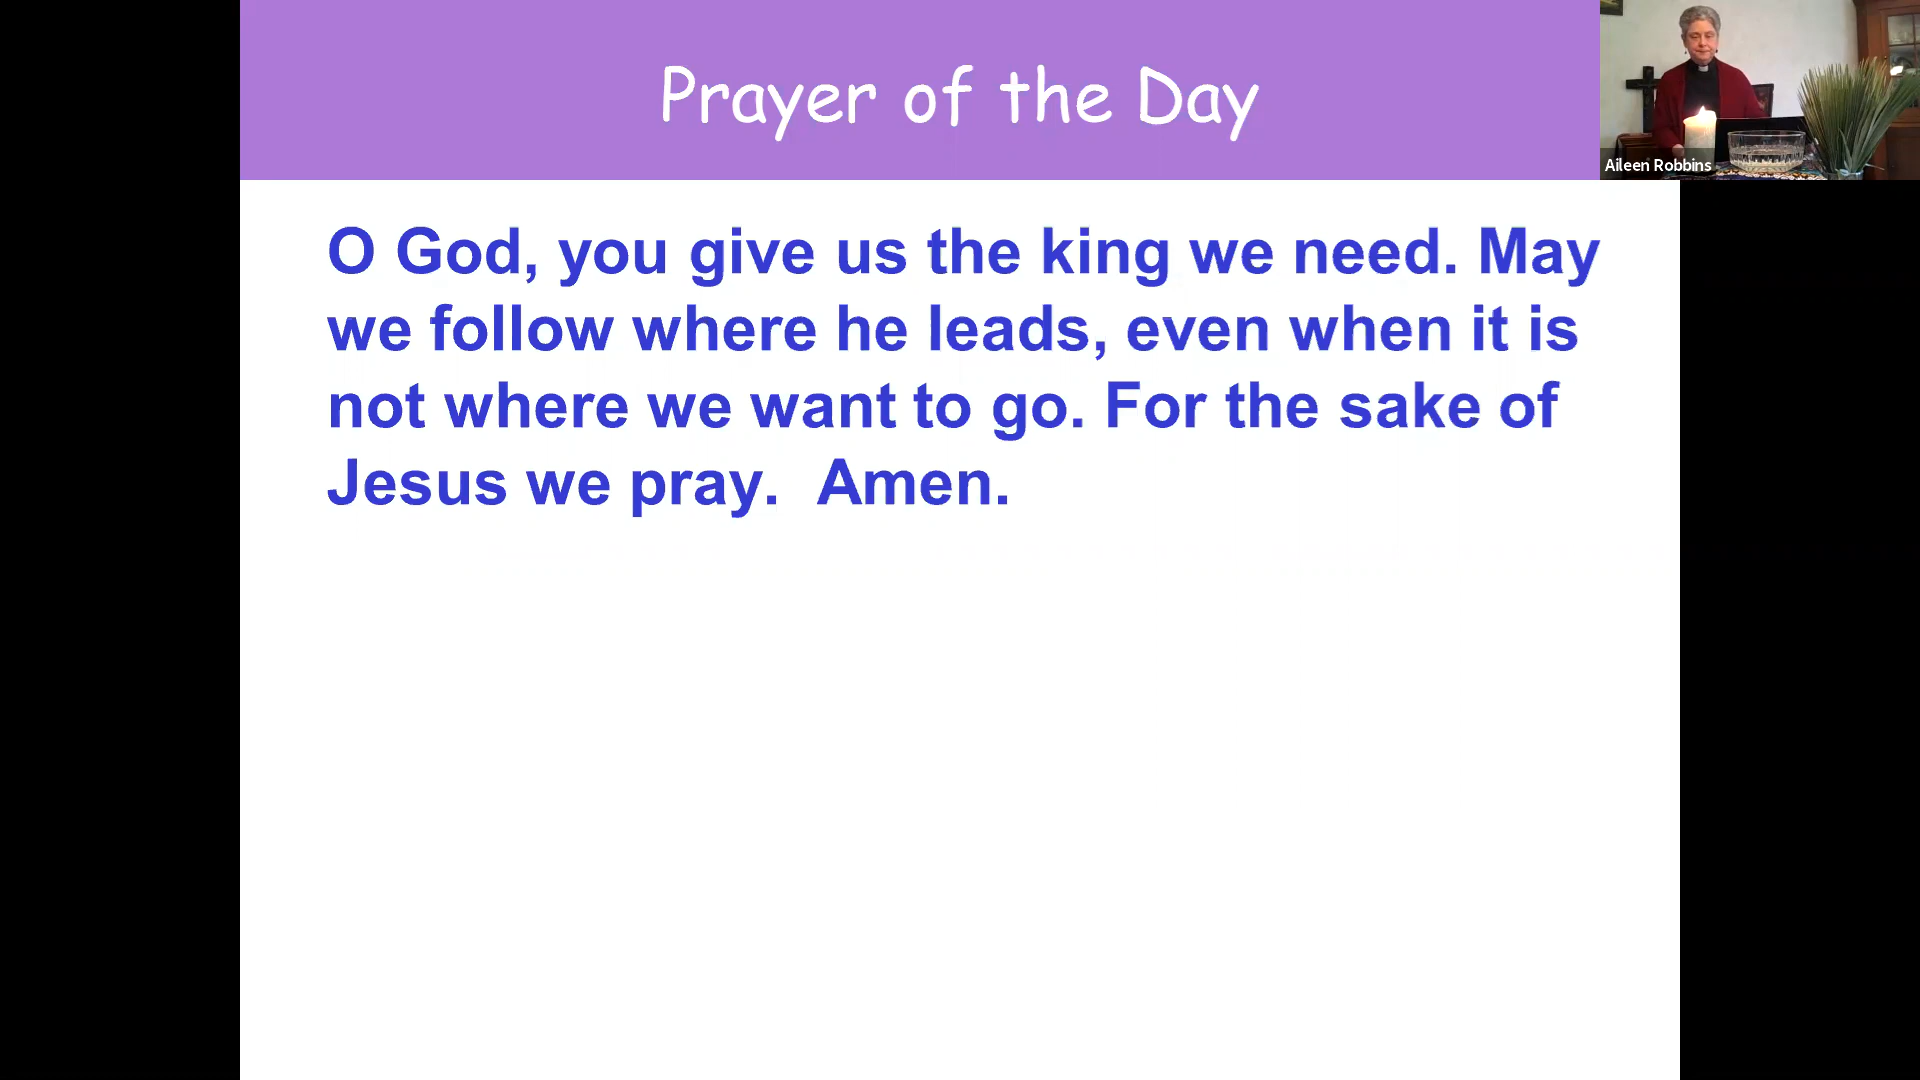 Prayer of the Day
Aileen Robbins
O God, you give us the king we need. May
we follow where he leads, even when it is
not where we want to go. For the sake of
Jesus we pray.  Amen.